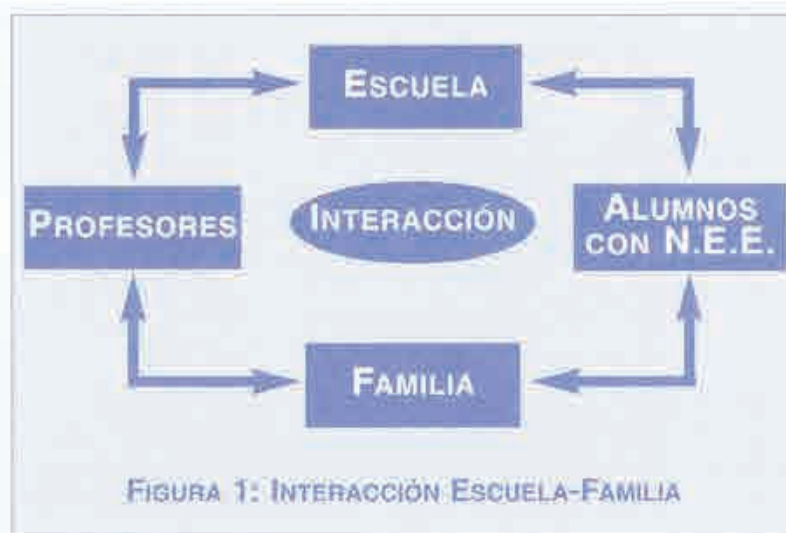 ESCUELA
PROFESORES
INTERACCIÓN
ALUMNOS
CON N.E.E.
FAMILIA
FIGURA 1: INTERACCIÓN ESCUELA-FAMILIA